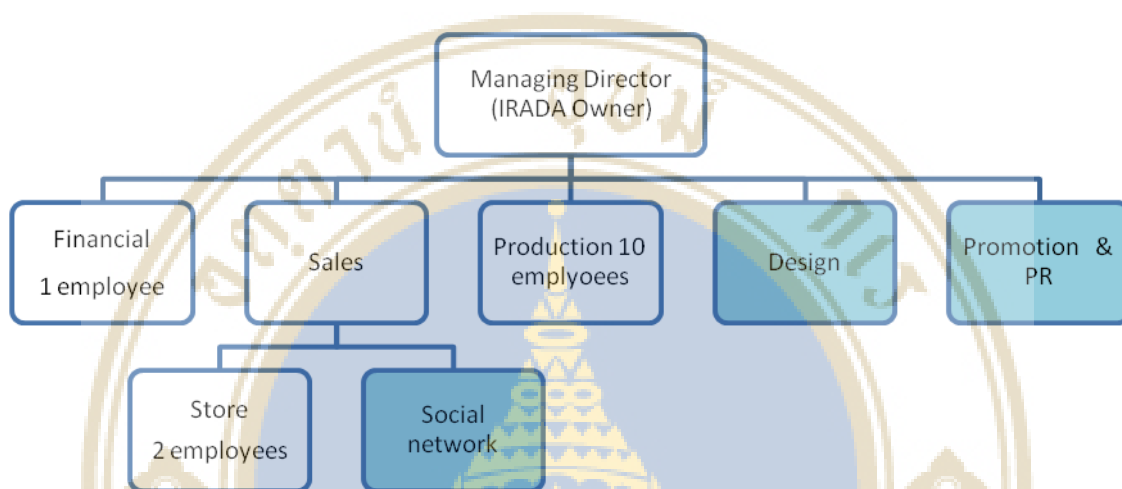 Managing Director
(IRADA Owner)
Financial
1 employee
Sales
Production 10
emplyoees
Design
Promotion &
PR
Store
2 employees
Social
network